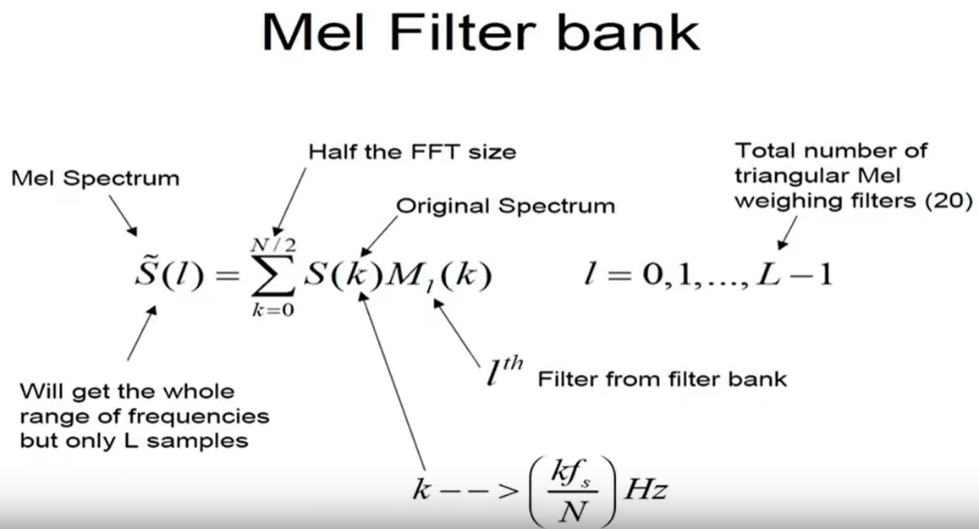 Mel Filter bank
Half the FFT size
Total number of
triangular Mel
weighing filters (20)
Mel Spectrum
Original Spectrum
S̃(l) = ∑_{k=0}^{N/2} S(k)M_l(k)
l = 0,1,..., L – 1
l^{th} Filter from filter bank
Will get the whole
range of frequencies
but only L samples
k – – > (kf_s / N) Hz